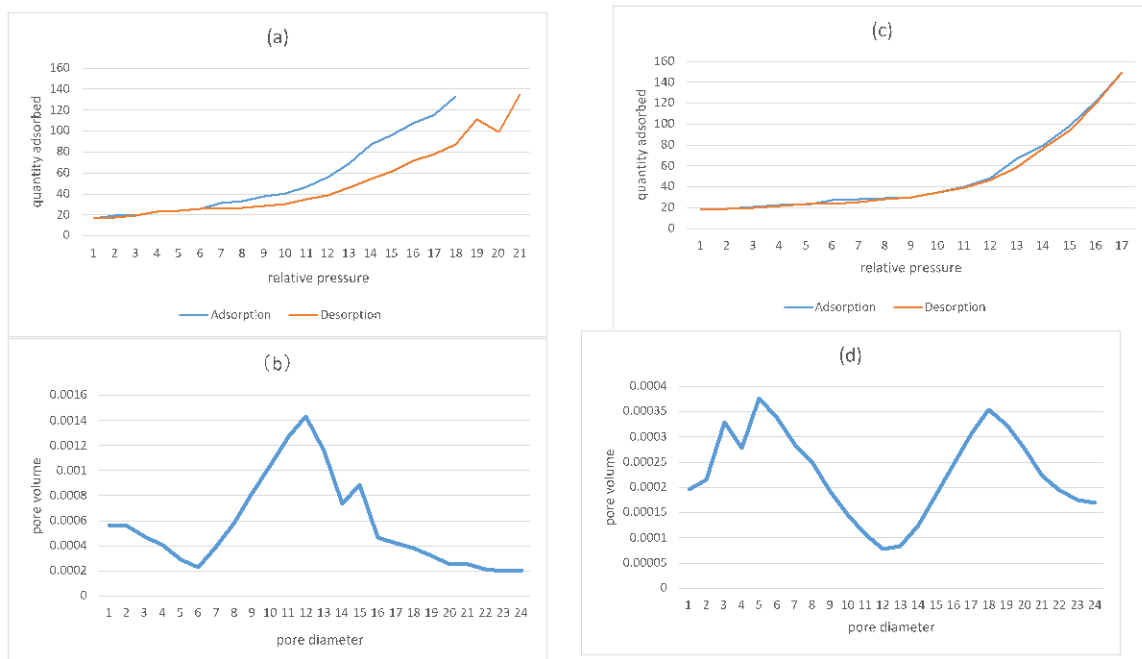 (a)
160
140
120
100
80
60
40
20
0
quantity adsorbed
1 2 3 4 5 6 7 8 9 10 11 12 13 14 15 16 17 18 19 20 21
relative pressure
Adsorption Desorption
(c)
160
140
120
100
80
60
40
20
0
quantity adsorbed
1 2 3 4 5 6 7 8 9 10 11 12 13 14 15 16 17
relative pressure
Adsorption Desorption
(b)
0.0016
0.0014
0.0012
0.001
0.0008
0.0006
0.0004
0.0002
0
pore volume
1 2 3 4 5 6 7 8 9 10 11 12 13 14 15 16 17 18 19 20 21 22 23 24
pore diameter
(d)
0.0004
0.00035
0.0003
0.00025
0.0002
0.00015
0.0001
0.00005
0
pore volume
1 2 3 4 5 6 7 8 9 10 11 12 13 14 15 16 17 18 19 20 21 22 23 24
pore diameter